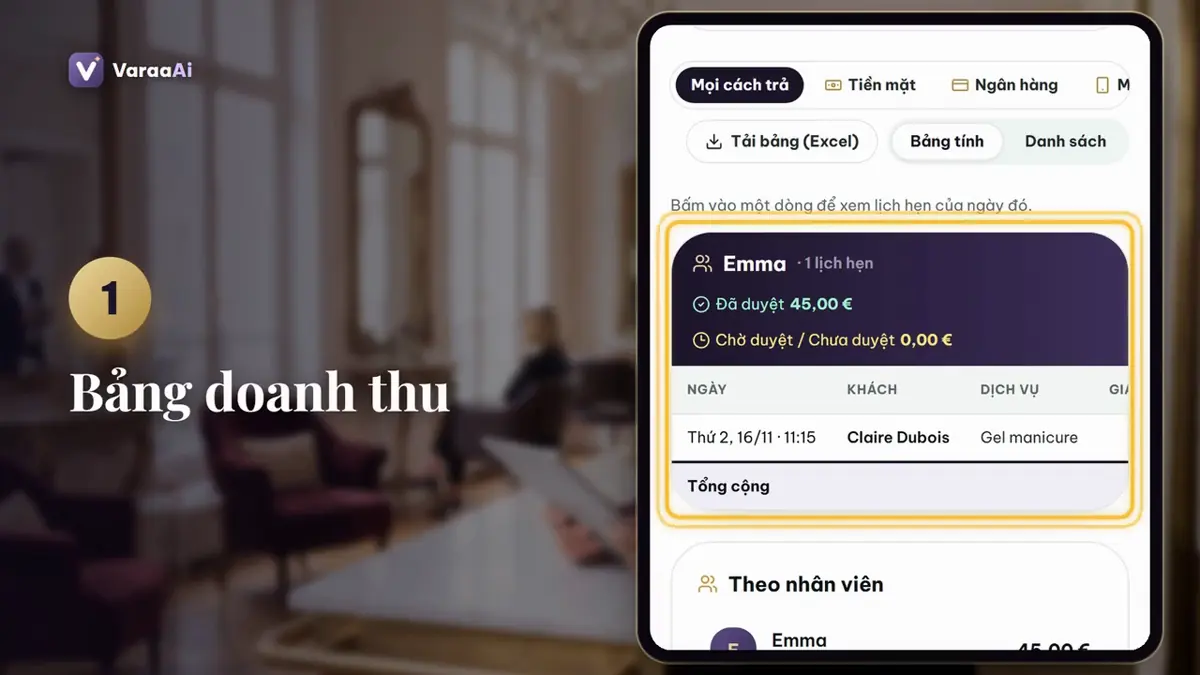 VaraaAi
1
Bảng doanh thu
Mọi cách trả
Tiền mặt
Ngân hàng
M
Tải bảng (Excel)
Bảng tính
Danh sách
Bấm vào một dòng để xem lịch hẹn của ngày đó.
Emma · 1 lịch hẹn
Đã duyệt 45,00 €
Chờ duyệt / Chưa duyệt 0,00 €
NGÀY KHÁCH DỊCH VỤ GIÁ
Thứ 2, 16/11 · 11:15 Claire Dubois Gel manicure
Tổng cộng
Theo nhân viên
E
Emma
45,00 €